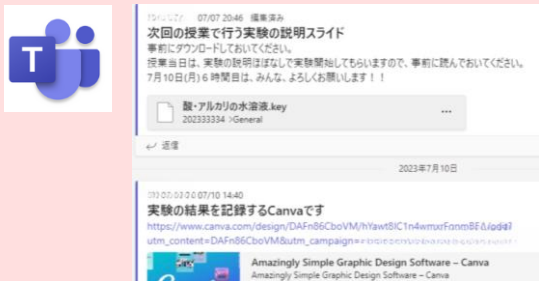 T
07/07 20:46 編集済み
次回の授業で行う実験の説明スライド
事前にダウンロードしておいてください。
授業当日は、実験の説明ほぼなしで実験開始してもらいますので、事前に読んでおいてください。
7月10日(月)6時間目は、みんな、よろしくお願いします！！
酸・アルカリの水溶液.key
202333334 >General
...
返信
2023年7月10日
07/10 14:40
実験の結果を記録するCanvaです
utm_content=DAFn86CboVM&utm_campaign=
Amazingly Simple Graphic Design Software – Canva
Amazingly Simple Graphic Design Software – Canva